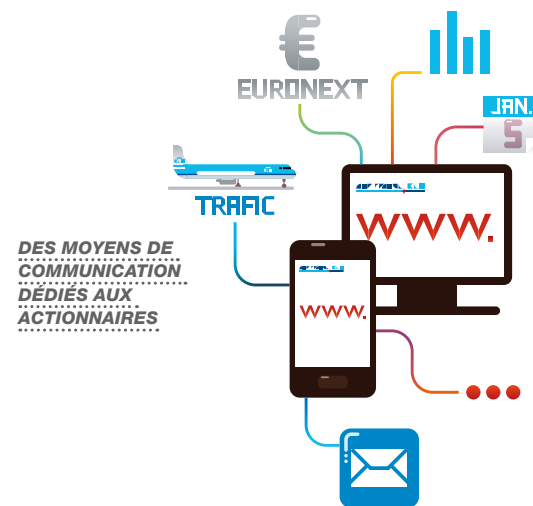 €
EURONEXT
JAN.
5
TRAFIC
www.
www.
DES MOYENS DE
COMMUNICATION
DÉDIÉS AUX
ACTIONNAIRES